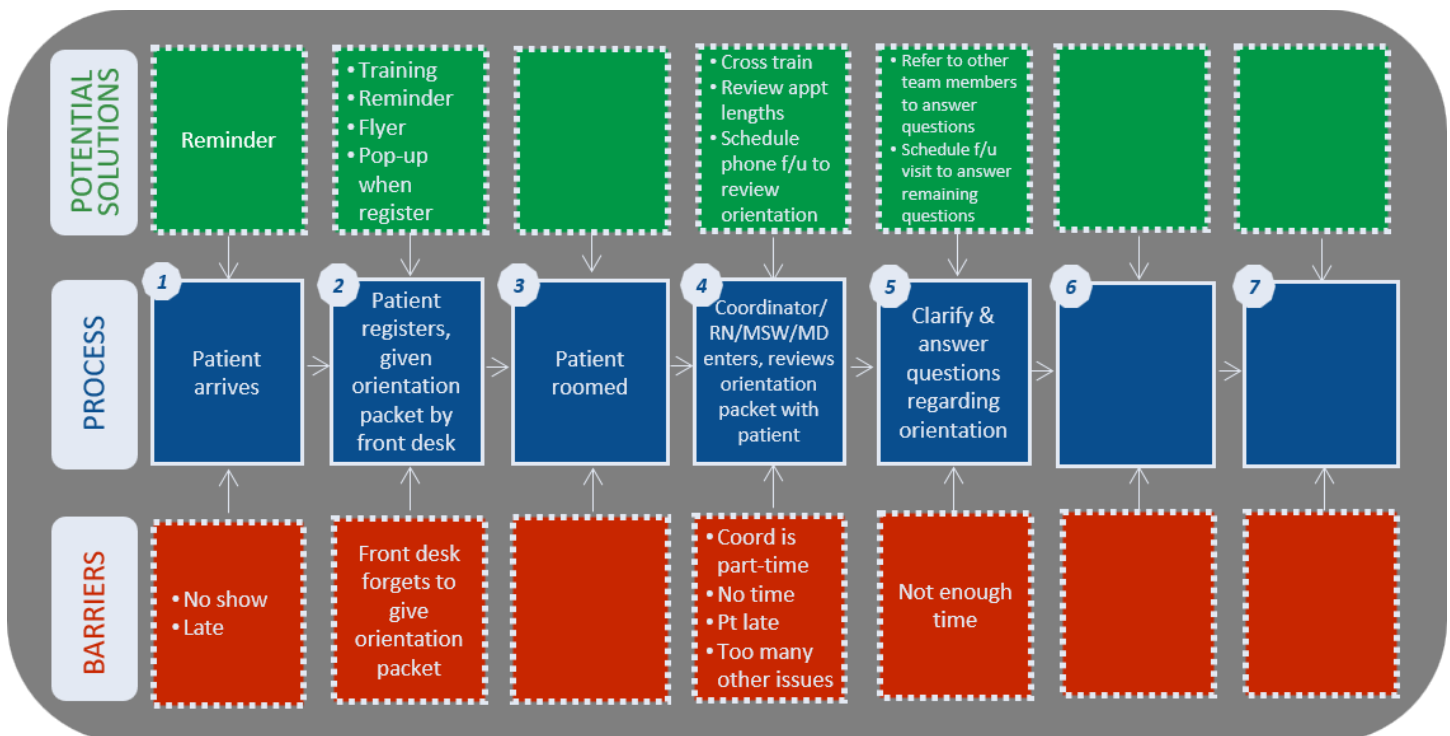 POTENTIAL
SOLUTIONS
Reminder
• Training
• Reminder
• Flyer
• Pop-up
when
register
• Cross train
• Review appt
lengths
• Schedule
phone f/u to
review
orientation
• Refer to other
team members
to answer
questions
• Schedule f/u
visit to answer
remaining
questions
PROCESS
1
Patient
arrives
2
Patient
registers,
given
orientation
packet by
front desk
3
Patient
roomed
4
Coordinator/
RN/MSW/MD
enters, reviews
orientation
packet with
patient
5
Clarify &
answer
questions
regarding
orientation
6
7
BARRIERS
• No show
• Late
Front desk
forgets to
give
orientation
packet
• Coord is
part-time
• No time
• Pt late
• Too many
other issues
Not enough
time